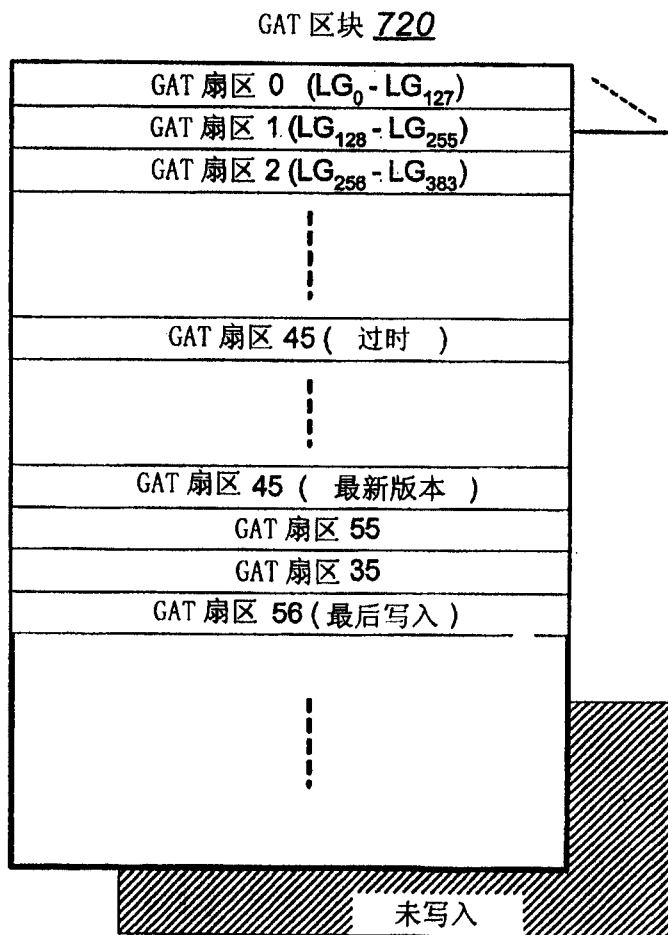 GAT 区块 720
GAT 扇区 0 (LG0 - LG127)
GAT 扇区 1 (LG128 - LG255)
GAT 扇区 2 (LG256 - LG383)
GAT 扇区 45 ( 过时 )
GAT 扇区 45 ( 最新版本 )
GAT 扇区 55
GAT 扇区 35
GAT 扇区 56 ( 最后写入 )
未写入